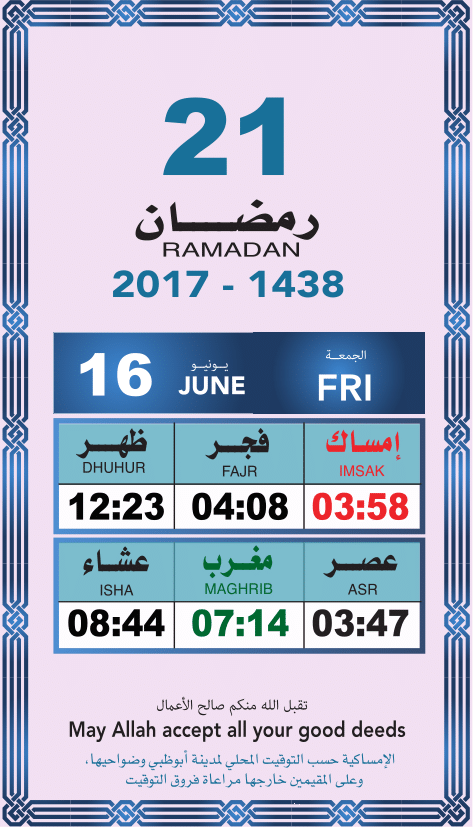 21
رمضان
RAMADAN
2017 - 1438
16 يونيو JUNE الجمعة FRI
ظهر فجر إمساك
DHUHUR FAJR IMSAK
12:23 04:08 03:58
عشاء مغرب عصر
ISHA MAGHRIB ASR
08:44 07:14 03:47
تقبل الله منكم صالح الأعمال
May Allah accept all your good deeds
الإمساكية حسب التوقيت المحلي لمدينة أبوظبي وضواحيها،
وعلى المقيمين خارجها مراعاة فروق التوقيت